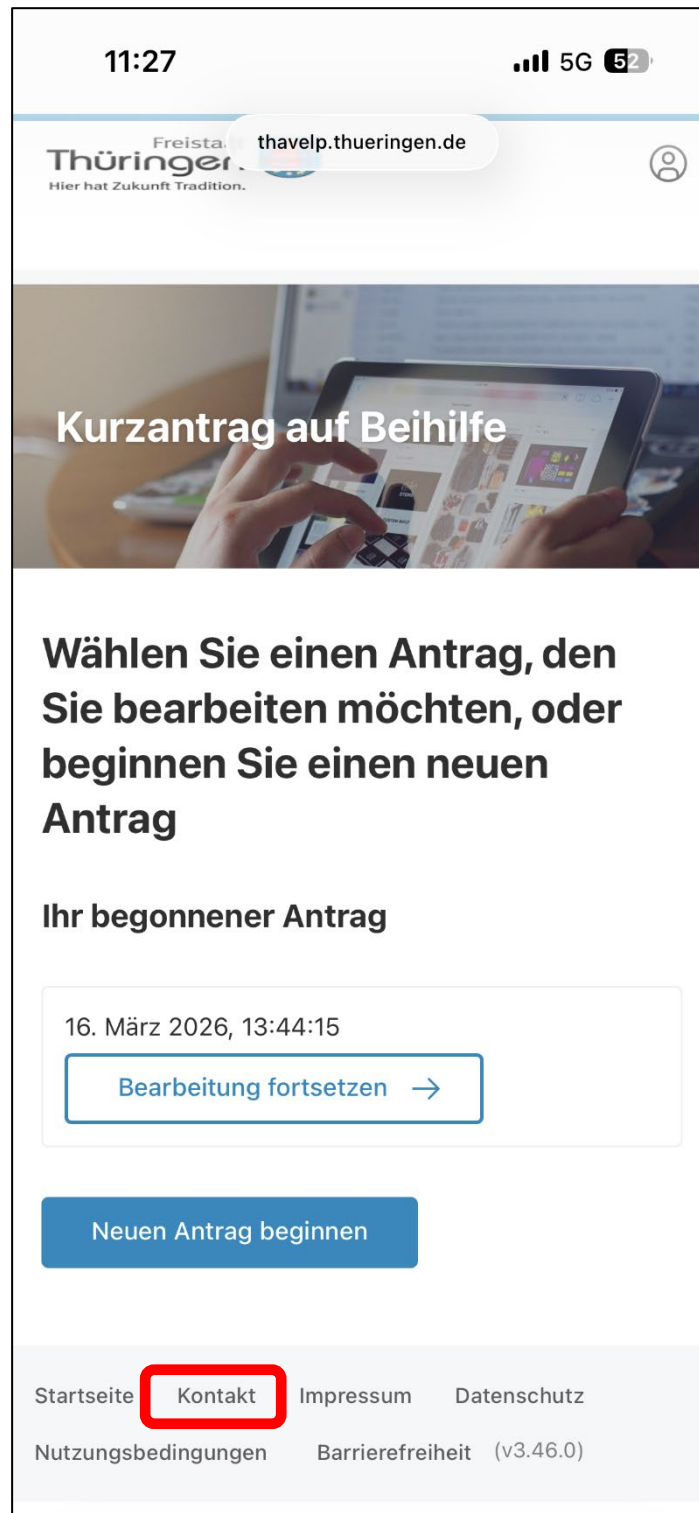 11:27
5G 52
thavelp.thueringen.de
Freista
Thüringen
Hier hat Zukunft Tradition.
Kurzantrag auf Beihilfe
Wählen Sie einen Antrag, den
Sie bearbeiten möchten, oder
beginnen Sie einen neuen
Antrag
Ihr begonnener Antrag
16. März 2026, 13:44:15
Bearbeitung fortsetzen →
Neuen Antrag beginnen
Startseite Kontakt Impressum Datenschutz
Nutzungsbedingungen Barrierefreiheit (v3.46.0)